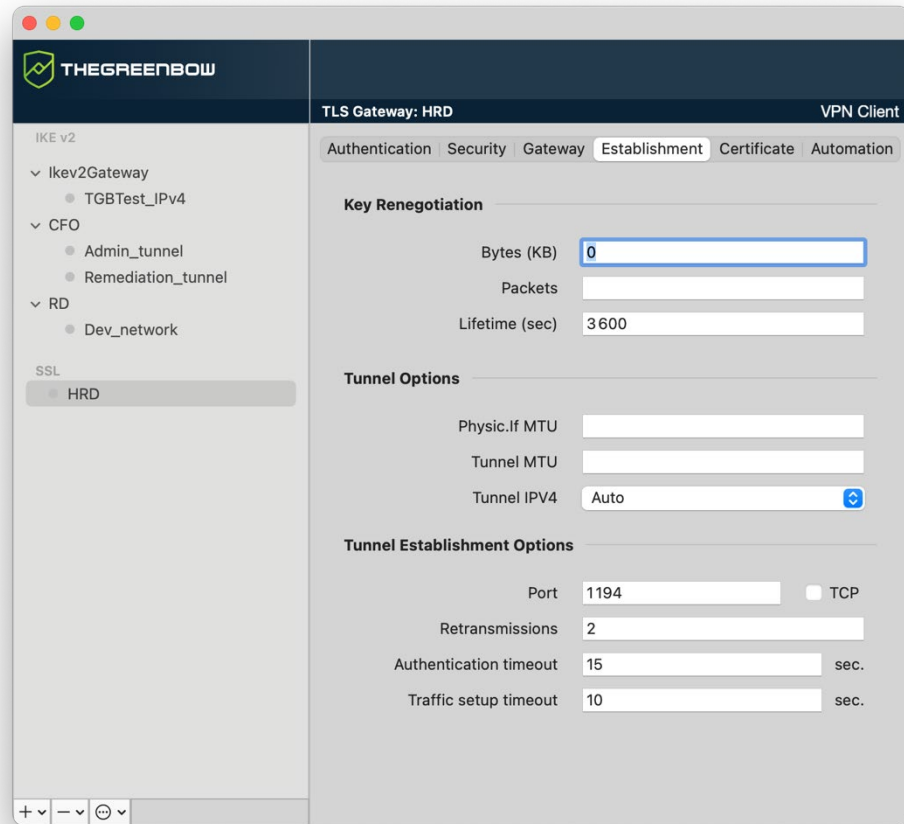 THEGREENBOW
TLS Gateway: HRD VPN Client
IKE v2
Ikev2Gateway
TGBTest_IPv4
CFO
Admin_tunnel
Remediation_tunnel
RD
Dev_network
SSL
HRD
Authentication Security Gateway Establishment Certificate Automation
Key Renegotiation
Bytes (KB) 0
Packets
Lifetime (sec) 3 600
Tunnel Options
Physic.If MTU
Tunnel MTU
Tunnel IPV4 Auto
Tunnel Establishment Options
Port 1194 TCP
Retransmissions 2
Authentication timeout 15 sec.
Traffic setup timeout 10 sec.